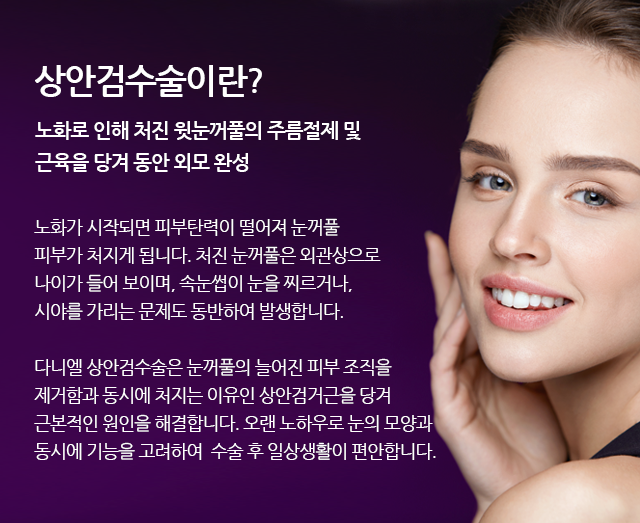 상안검수술이란?
노화로 인해 처진 윗눈꺼풀의 주름절제 및
근육을 당겨 동안 외모 완성
노화가 시작되면 피부탄력이 떨어져 눈꺼풀
피부가 처지게 됩니다. 처진 눈꺼풀은 외관상으로
나이가 들어 보이며, 속눈썹이 눈을 찌르거나,
시야를 가리는 문제도 동반하여 발생합니다.
다니엘 상안검수술은 눈꺼풀의 늘어진 피부 조직을
제거함과 동시에 처지는 이유인 상안검거근을 당겨
근본적인 원인을 해결합니다. 오랜 노하우로 눈의 모양과
동시에 기능을 고려하여  수술 후 일상생활이 편안합니다.